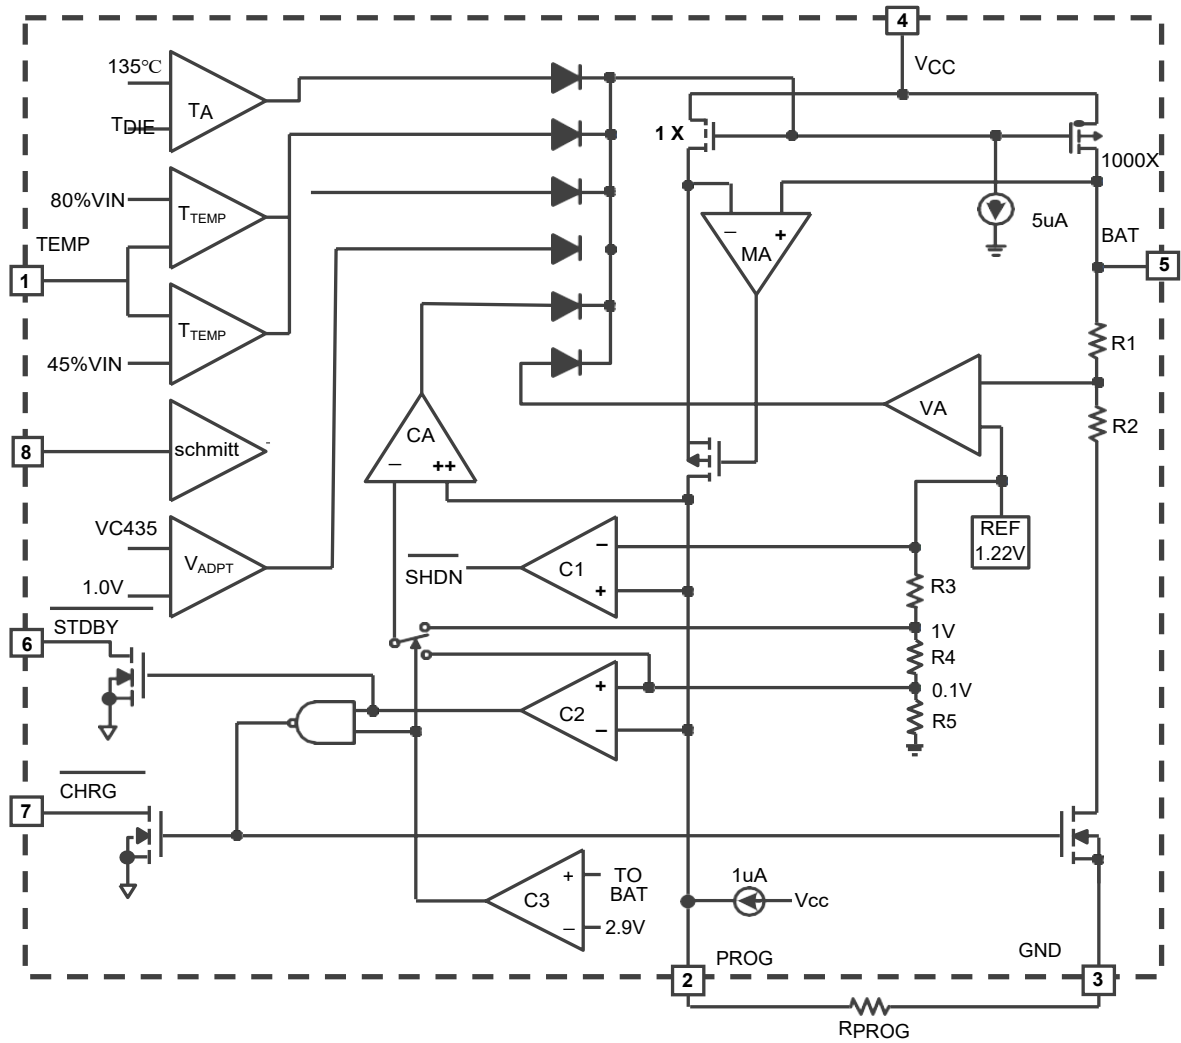 4
VCC
135℃
TA
TDIE
1 X
1000X
80%VIN
TTEMP
TEMP
1
5uA
BAT
5
– +
MA
TTEMP
45%VIN
R1
VA
R2
CA
– ++
8
schmitt
-
REF
1.22V
VC435
VADPT
1.0V
SHDN
C1
–
+
R3
STDBY
6
1V
R4
0.1V
R5
C2
+
–
CHRG
7
C3
+
–
TO
BAT
2.9V
1uA
Vcc
PROG
2
GND
3
RPROG